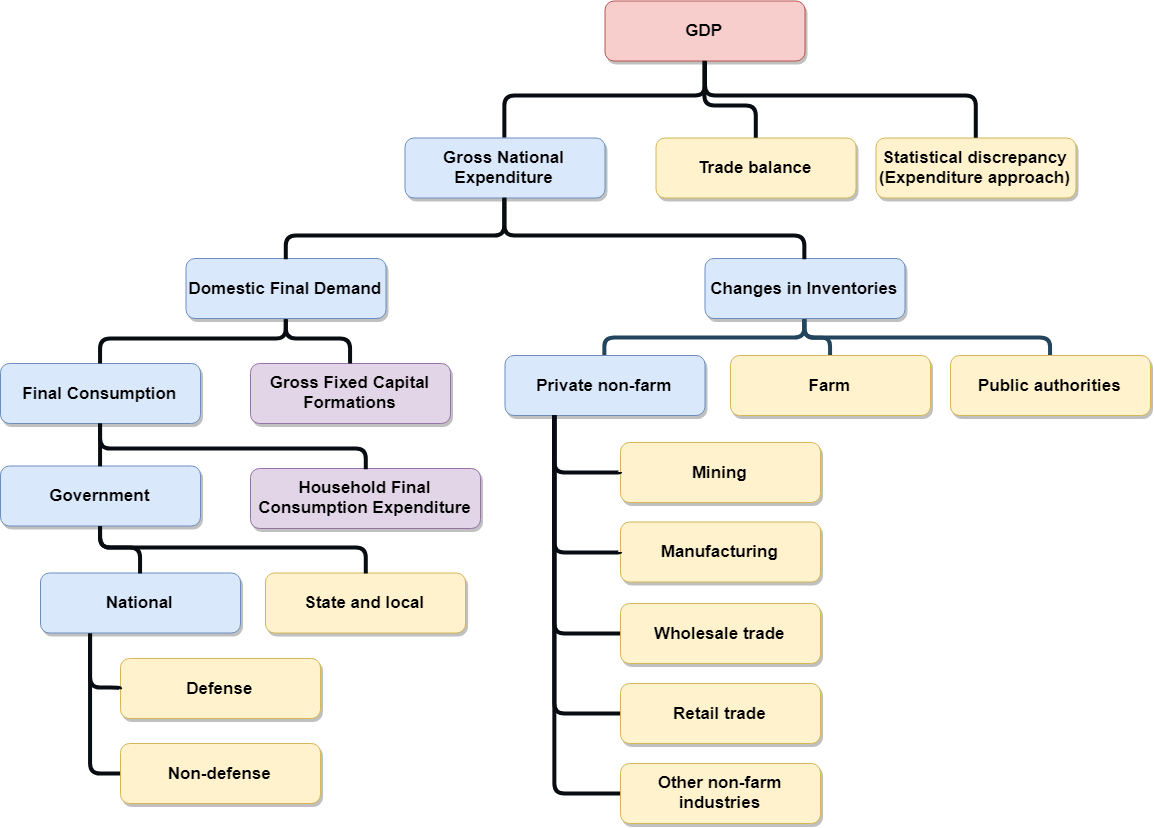 GDP
Gross National
Expenditure
Trade balance
Statistical discrepancy
(Expenditure approach)
Domestic Final Demand
Changes in Inventories
Final Consumption
Gross Fixed Capital
Formations
Private non-farm
Farm
Public authorities
Government
Household Final
Consumption Expenditure
Mining
Manufacturing
National
State and local
Wholesale trade
Defense
Retail trade
Non-defense
Other non-farm
industries